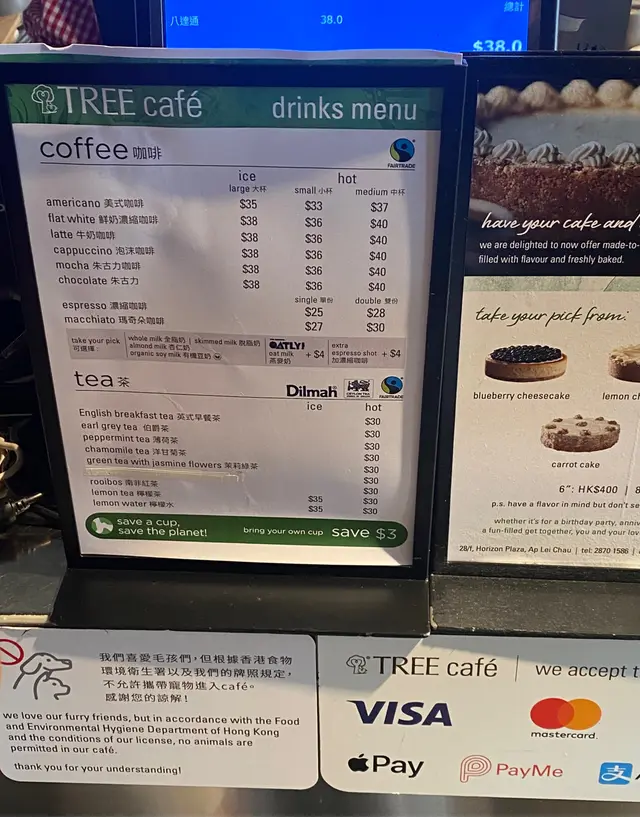 八達通 38.0 總計
$38.0
TREE café drinks menu
coffee 咖啡
FAIRTRADE
ice hot
large 大杯 small 小杯 medium 中杯
americano 美式咖啡 $35 $33 $37
flat white 鮮奶濃縮咖啡 $38 $36 $40
latte 牛奶咖啡 $38 $36 $40
cappuccino 泡沫咖啡 $38 $36 $40
mocha 朱古力咖啡 $38 $36 $40
chocolate 朱古力 $38 $36 $40
single 單份 double 雙份
espresso 濃縮咖啡 $25 $28
macchiato 瑪奇朵咖啡 $27 $30
take your pick
可選擇：
whole milk 全脂奶 | skimmed milk 脫脂奶
almond milk 杏仁奶
organic soy milk 有機豆奶
OATLY!
oat milk + $4
燕麥奶
extra
espresso shot + $4
加濃縮咖啡
tea 茶
Dilmah FAIRTRADE
ice hot
English breakfast tea 英式早餐茶 $30
earl grey tea 伯爵茶 $30
peppermint tea 薄荷茶 $30
chamomile tea 洋甘菊茶 $30
green tea with jasmine flowers 茉莉綠茶 $30
$30
rooibos 南非紅茶 $30
lemon tea 檸檬茶 $35 $30
lemon water 檸檬水 $35 $30
save a cup,
save the planet!
bring your own cup save $3
have your cake and
we are delighted to now offer made-to-
filled with flavour and freshly baked.
take your pick from:
blueberry cheesecake lemon ch
carrot cake
6": HK$400 | 8
p.s. have a flavor in mind but don't se
whether it's for a birthday party, anni
a fun-filled get together, you and your lov
28/f, Horizon Plaza, Ap Lei Chau | tel: 2870 1586 |
我們喜愛毛孩們，但根據香港食物
環境衛生署以及我們的牌照規定，
不允許攜帶寵物進入café。
感謝您的諒解！
we love our furry friends, but in accordance with the Food
and Environmental Hygiene Department of Hong Kong
and the conditions of our license, no animals are
permitted in our café.
thank you for your understanding!
TREE café | we accept t
VISA
mastercard.
Pay PayMe 支 A